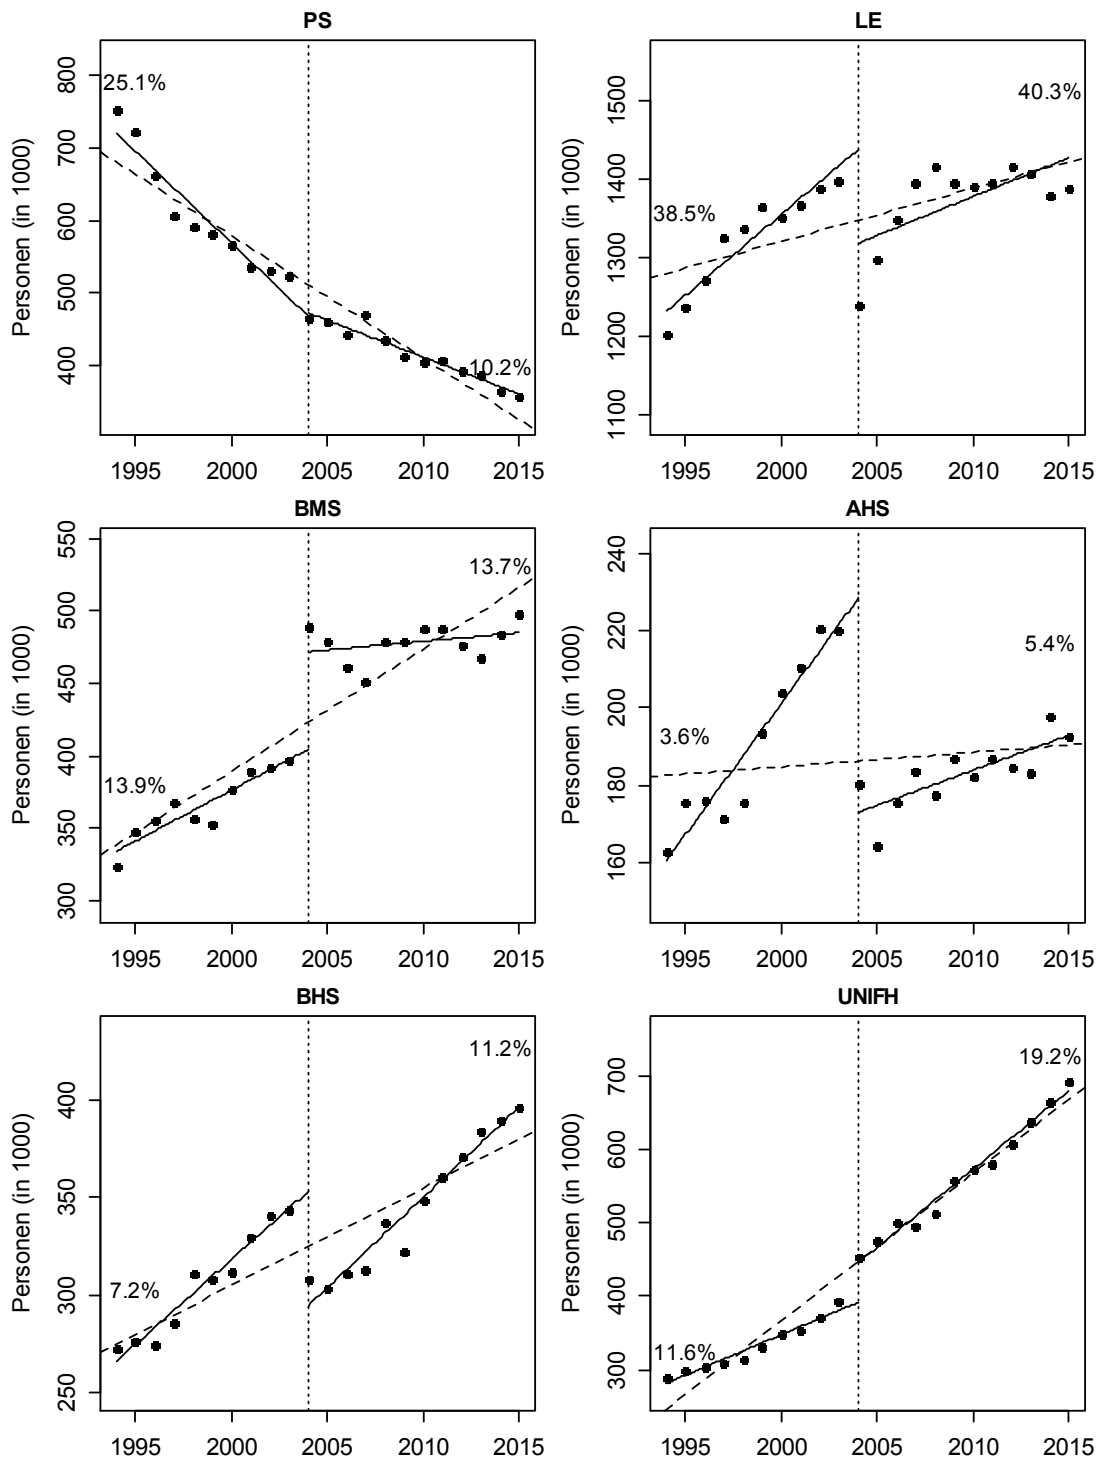 PS
Personen (in 1000)
800
700
600
500
400
25.1%
10.2%
1995 2000 2005 2010 2015
LE
Personen (in 1000)
1500
1400
1300
1200
1100
40.3%
38.5%
1995 2000 2005 2010 2015
BMS
Personen (in 1000)
550
500
450
400
350
300
13.7%
13.9%
1995 2000 2005 2010 2015
AHS
Personen (in 1000)
240
220
200
180
160
5.4%
3.6%
1995 2000 2005 2010 2015
BHS
Personen (in 1000)
400
350
300
250
11.2%
7.2%
1995 2000 2005 2010 2015
UNIFH
Personen (in 1000)
700
600
500
400
300
19.2%
11.6%
1995 2000 2005 2010 2015